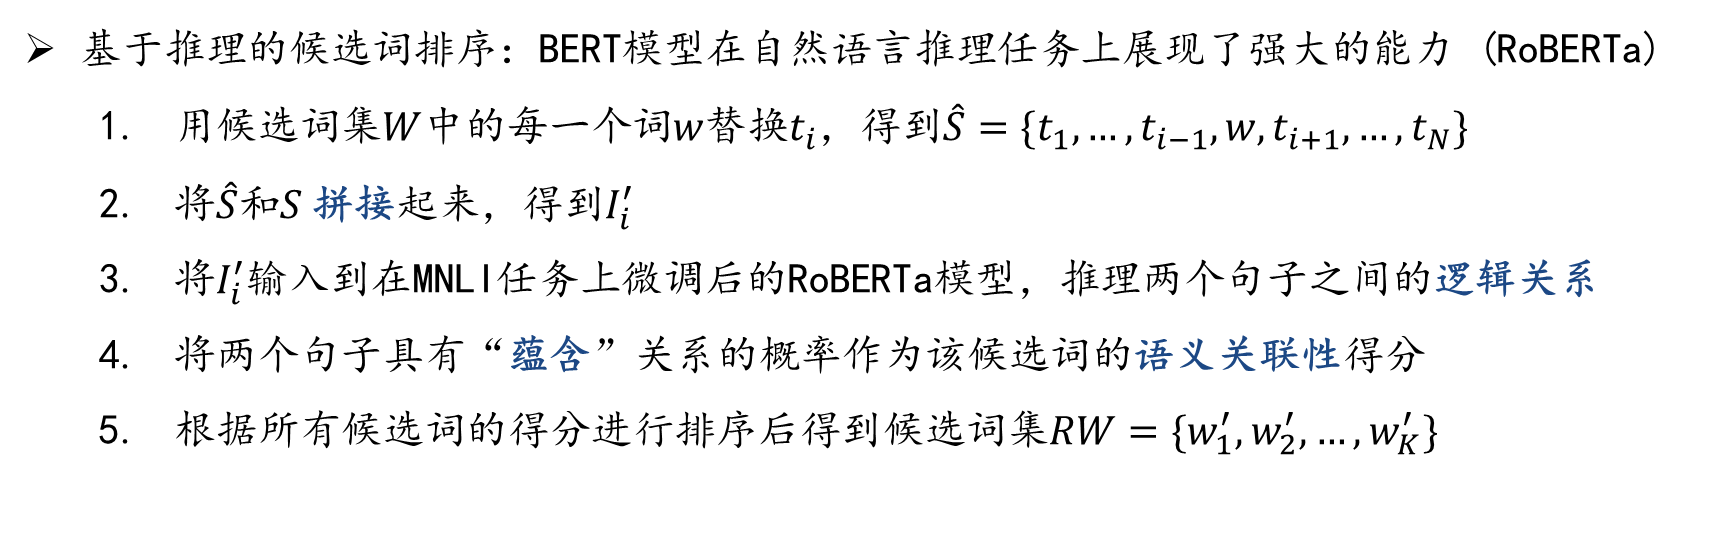 ➢ 基于推理的候选词排序：BERT模型在自然语言推理任务上展现了强大的能力 (RoBERTa)
1. 用候选词集W中的每一个词w替换tᵢ，得到Ŝ = {t₁, … , tᵢ₋₁, w, tᵢ₊₁, … , t_N}
2. 将Ŝ和S 拼接起来，得到I′ᵢ
3. 将I′ᵢ输入到在MNLI任务上微调后的RoBERTa模型，推理两个句子之间的逻辑关系
4. 将两个句子具有“蕴含”关系的概率作为该候选词的语义关联性得分
5. 根据所有候选词的得分进行排序后得到候选词集RW = {w′₁, w′₂, … , w′_K}